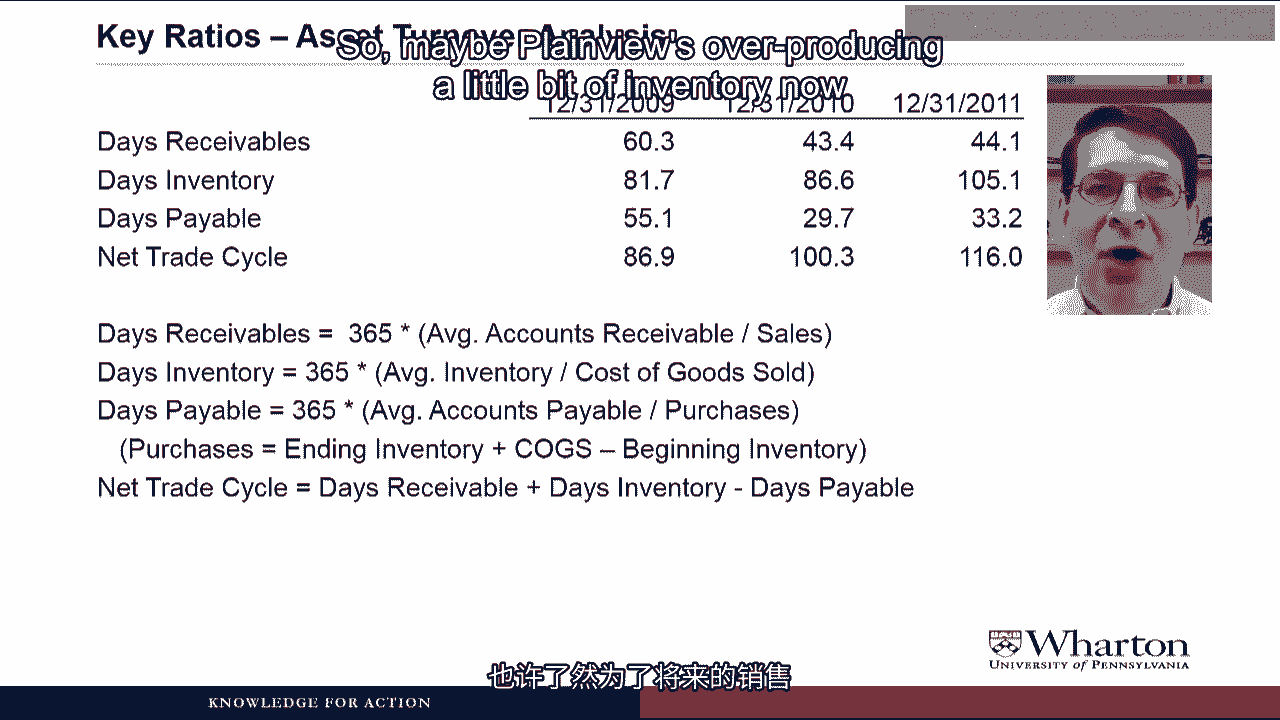 Key Ratios – Asset Turnover Analysis
So, maybe Plainview's over-producing
a little bit of inventory now
12/31/2009 12/31/2010 12/31/2011
Days Receivables 60.3 43.4 44.1
Days Inventory 81.7 86.6 105.1
Days Payable 55.1 29.7 33.2
Net Trade Cycle 86.9 100.3 116.0
Days Receivables = 365 * (Avg. Accounts Receivable / Sales)
Days Inventory = 365 * (Avg. Inventory / Cost of Goods Sold)
Days Payable = 365 * (Avg. Accounts Payable / Purchases)
(Purchases = Ending Inventory + COGS – Beginning Inventory)
Net Trade Cycle = Days Receivable + Days Inventory - Days Payable
Wharton
UNIVERSITY of PENNSYLVANIA
也许了然为了将来的销售
KNOWLEDGE FOR ACTION